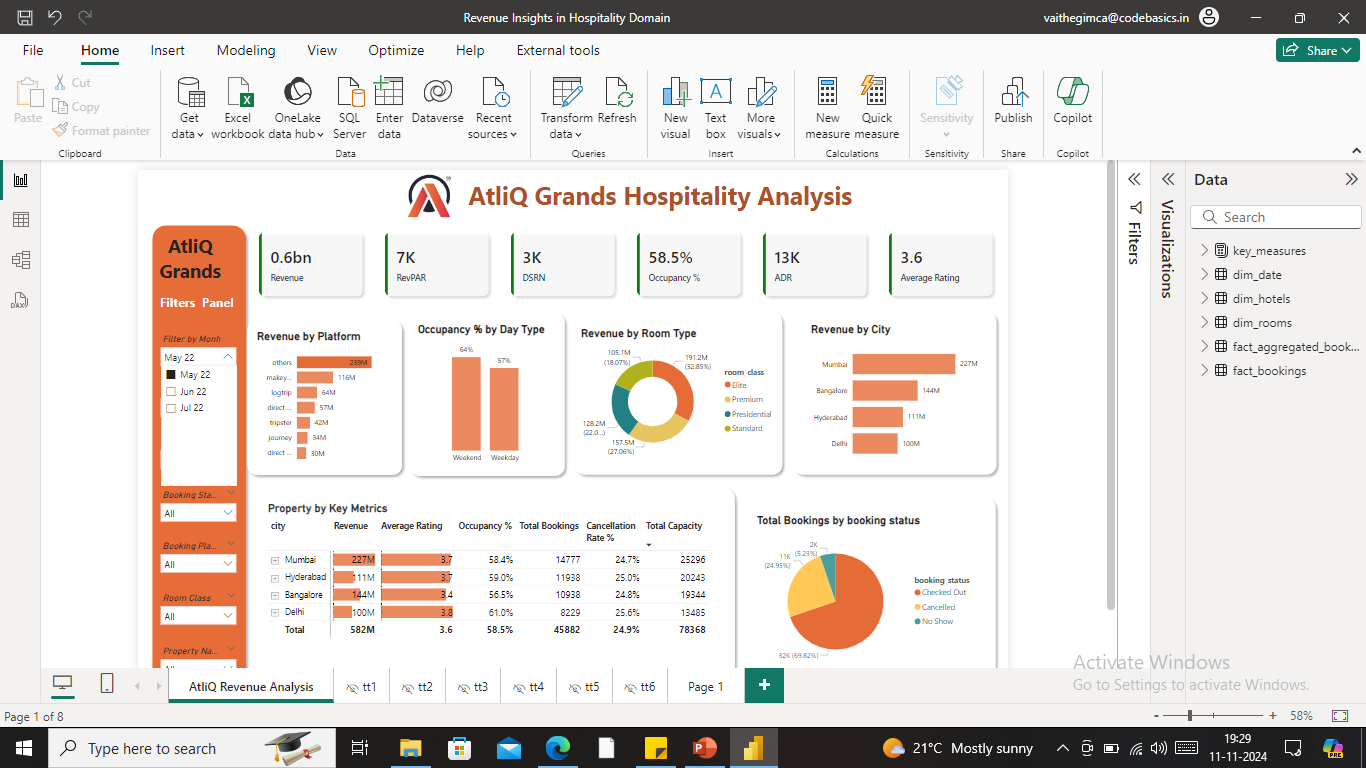 Revenue Insights in Hospitality Domain
vaithegimca@codebasics.in
File Home Insert Modeling View Optimize Help External tools
Share
Paste
Cut
Copy
Format painter
Clipboard
Get data
Excel workbook
OneLake data hub
SQL Server
Enter data
Dataverse
Recent sources
Data
Transform data
Refresh
Queries
New visual
Text box
More visuals
Insert
New measure
Quick measure
Calculations
Sensitivity
Sensitivity
Publish
Share
Copilot
Copilot
AtliQ Grands Hospitality Analysis
AtliQ
Grands
Filters Panel
Filter by Monh
May 22
May 22
Jun 22
Jul 22
Booking Sta...
All
Booking Pla...
All
Room Class
All
Property Na...
0.6bn
Revenue
7K
RevPAR
3K
DSRN
58.5%
Occupancy %
13K
ADR
3.6
Average Rating
Revenue by Platform
others 239M
makey... 116M
logtrip 64M
direct ... 57M
tripster 42M
journey 34M
direct ... 30M
Occupancy % by Day Type
64%
57%
Weekend Weekday
Revenue by Room Type
105.1M
(18.07%)
191.2M
(32.85%)
128.2M
(22.0...)
157.5M
(27.06%)
room class
Elite
Premium
Presidential
Standard
Revenue by City
Mumbai 227M
Bangalore 144M
Hyderabad 111M
Delhi 100M
Property by Key Metrics
city Revenue Average Rating Occupancy % Total Bookings Cancellation Rate % Total Capacity
Mumbai 227M 3.7 58.4% 14777 24.7% 25296
Hyderabad 111M 3.7 59.0% 11938 25.0% 20243
Bangalore 144M 3.4 56.5% 10938 24.8% 19344
Delhi 100M 3.8 61.0% 8229 25.6% 13485
Total 582M 3.6 58.5% 45882 24.9% 78368
Total Bookings by booking status
2K
(5.23%)
11K
(24.95%)
32K (69.82%)
booking status
Checked Out
Cancelled
No Show
Filters
Visualizations
Data
Search
key_measures
dim_date
dim_hotels
dim_rooms
fact_aggregated_book...
fact_bookings
Activate Windows
Go to Settings to activate Windows.
AtliQ Revenue Analysis tt1 tt2 tt3 tt4 tt5 tt6 Page 1 +
Page 1 of 8
- + 58%
Type here to search
21°C Mostly sunny
19:29
11-11-2024